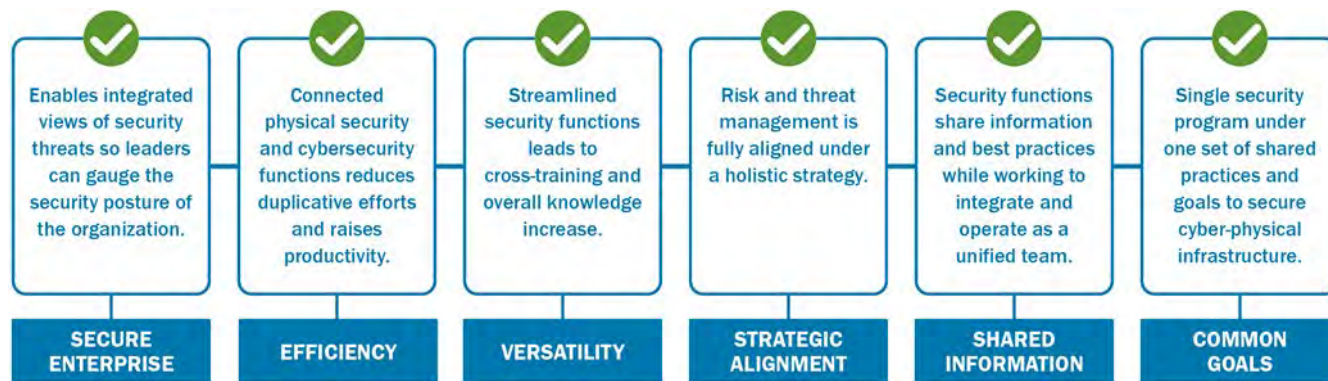 Enables integrated
views of security
threats so leaders
can gauge the
security posture of
the organization.
SECURE
ENTERPRISE
Connected
physical security
and cybersecurity
functions reduces
duplicative efforts
and raises
productivity.
EFFICIENCY
Streamlined
security functions
leads to
cross-training and
overall knowledge
increase.
VERSATILITY
Risk and threat
management is
fully aligned under
a holistic strategy.
STRATEGIC
ALIGNMENT
Security functions
share information
and best practices
while working to
integrate and
operate as a
unified team.
SHARED
INFORMATION
Single security
program under
one set of shared
practices and
goals to secure
cyber-physical
infrastructure.
COMMON
GOALS